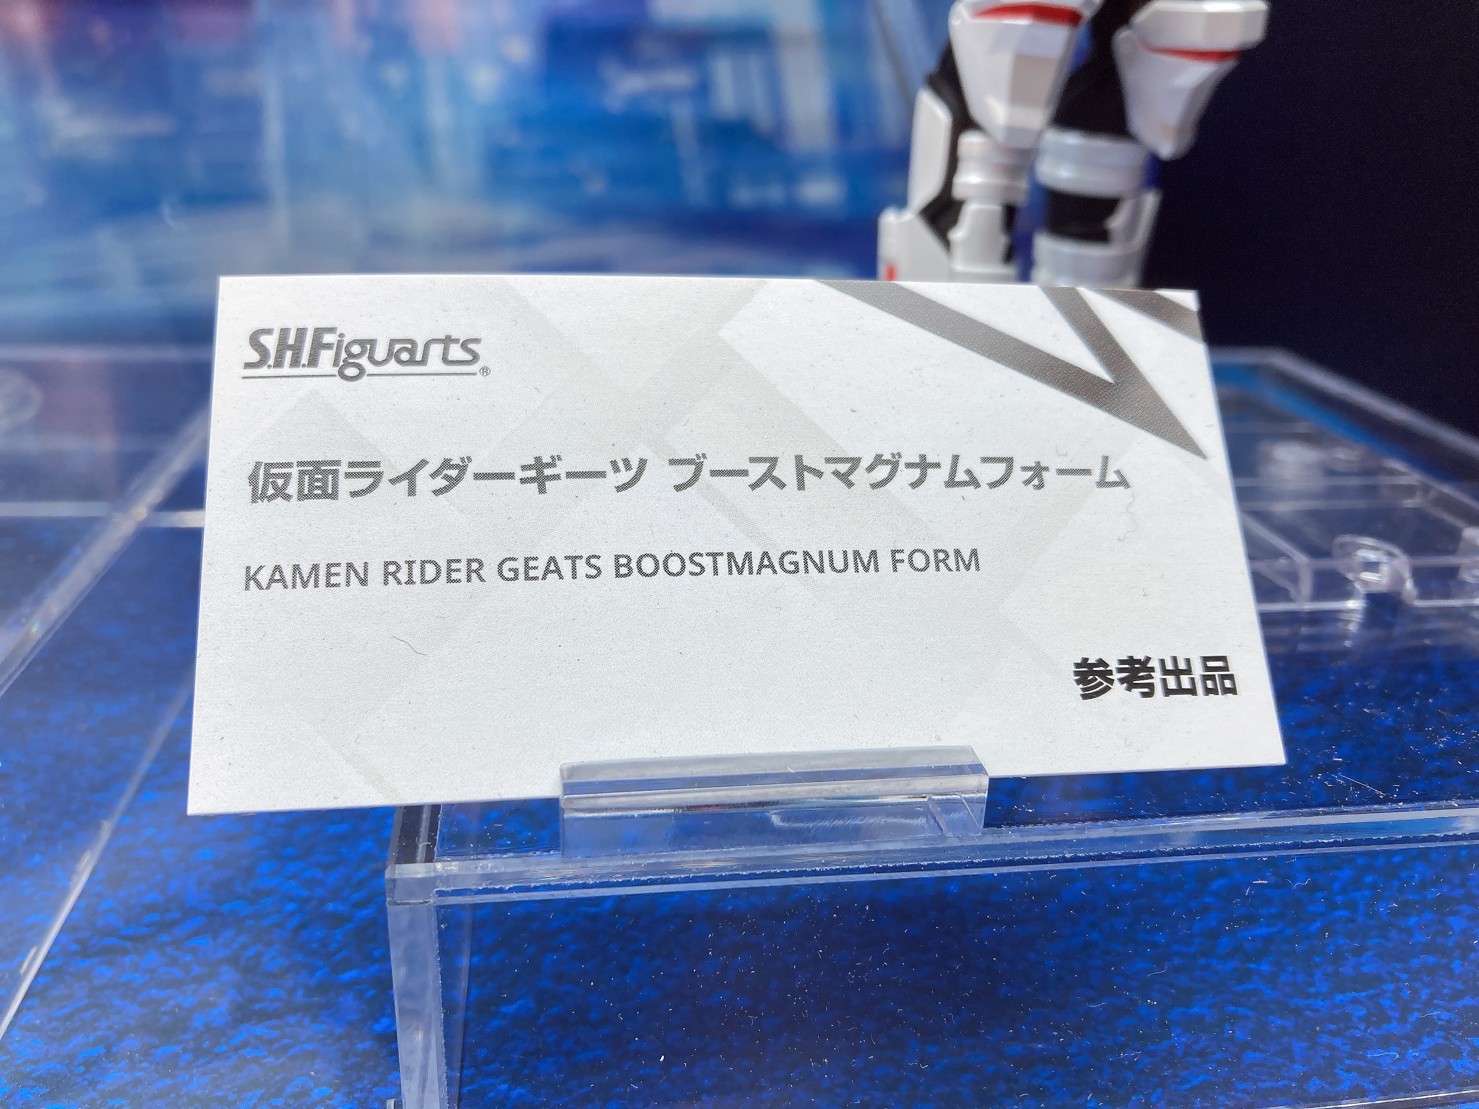 S.H.Figuarts®
仮面ライダーギーツ ブーストマグナムフォーム
KAMEN RIDER GEATS BOOSTMAGNUM FORM
参考出品